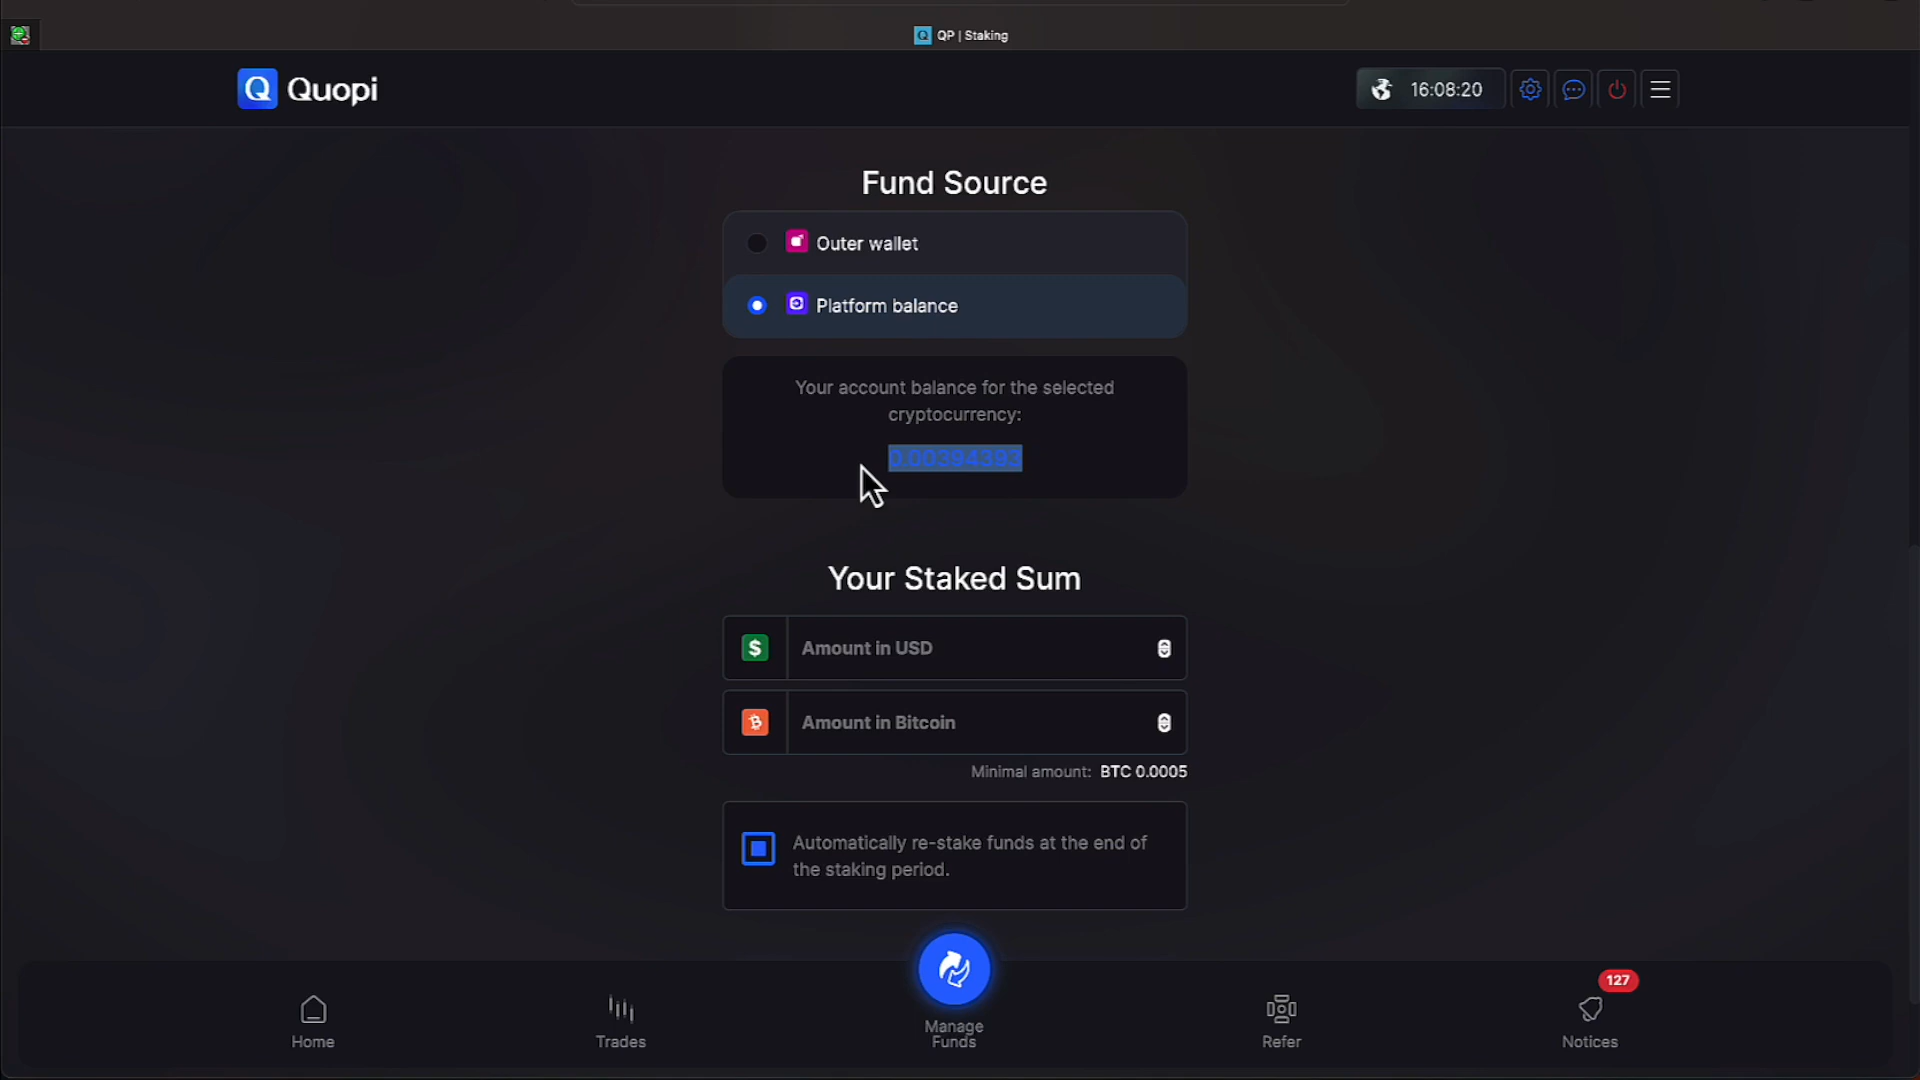 QP | Staking
Quopi
16:08:20
Fund Source
Outer wallet
Platform balance
Your account balance for the selected
cryptocurrency:
0.00394393
Your Staked Sum
Amount in USD
Amount in Bitcoin
Minimal amount: BTC 0.0005
Automatically re-stake funds at the end of
the staking period.
127
Home
Trades
Manage
Funds
Refer
Notices